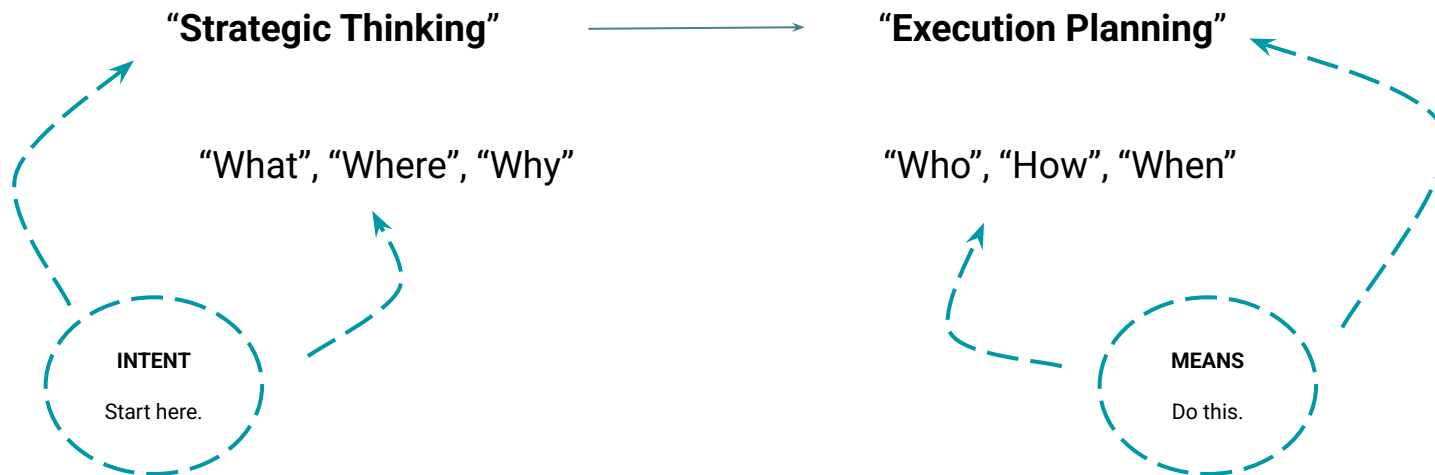 “Strategic Thinking”
“Execution Planning”
“What”, “Where”, “Why”
“Who”, “How”, “When”
INTENT
Start here.
MEANS
Do this.